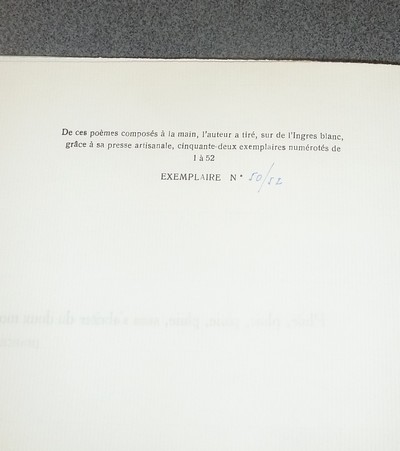 De ces poèmes composés à la main, l'auteur a tiré, sur de l'Ingres blanc,
grâce à sa presse artisanale, cinquante-deux exemplaires numérotés de
1 à 52
EXEMPLAIRE N° 50/52